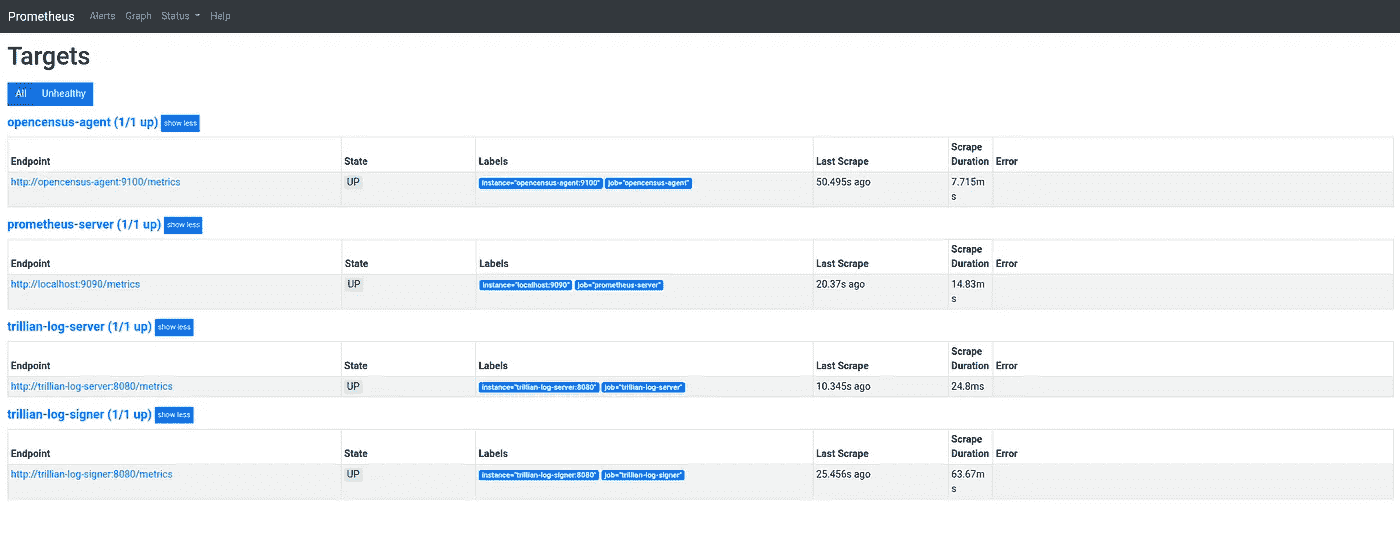 Prometheus Alerts Graph Status Help
Targets
All Unhealthy
opencensus-agent (1/1 up) show less
Endpoint State Labels Last Scrape Scrape Duration Error
http://opencensus-agent:9100/metrics UP instance="opencensus-agent:9100" job="opencensus-agent" 50.495s ago 7.715ms
prometheus-server (1/1 up) show less
Endpoint State Labels Last Scrape Scrape Duration Error
http://localhost:9090/metrics UP instance="localhost:9090" job="prometheus-server" 20.37s ago 14.83ms
trillian-log-server (1/1 up) show less
Endpoint State Labels Last Scrape Scrape Duration Error
http://trillian-log-server:8080/metrics UP instance="trillian-log-server:8080" job="trillian-log-server" 10.345s ago 24.8ms
trillian-log-signer (1/1 up) show less
Endpoint State Labels Last Scrape Scrape Duration Error
http://trillian-log-signer:8080/metrics UP instance="trillian-log-signer:8080" job="trillian-log-signer" 25.456s ago 63.67ms